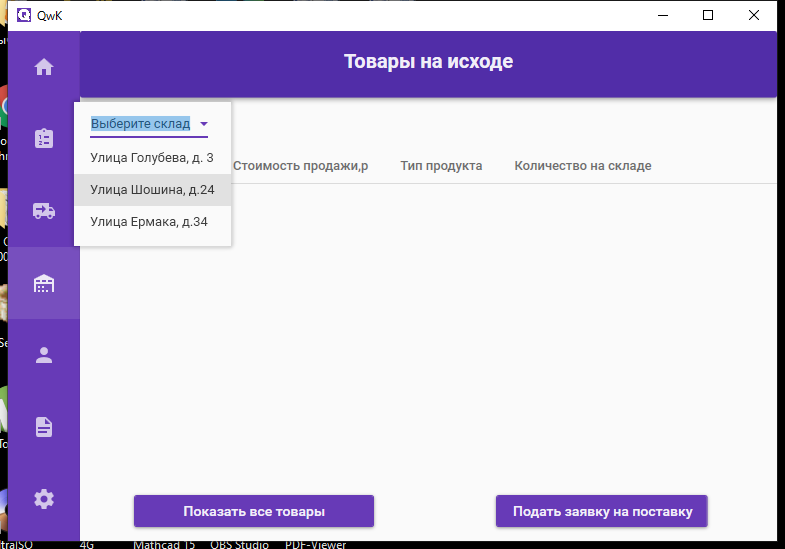 QwK
Товары на исходе
Выберите склад
Улица Голубева, д. 3
Улица Шошина, д.24
Улица Ермака, д.34
Стоимость продажи,р Тип продукта Количество на складе
Показать все товары Подать заявку на поставку
traISO 4G Mathcad 15 OBS Studio PDF-Viewer